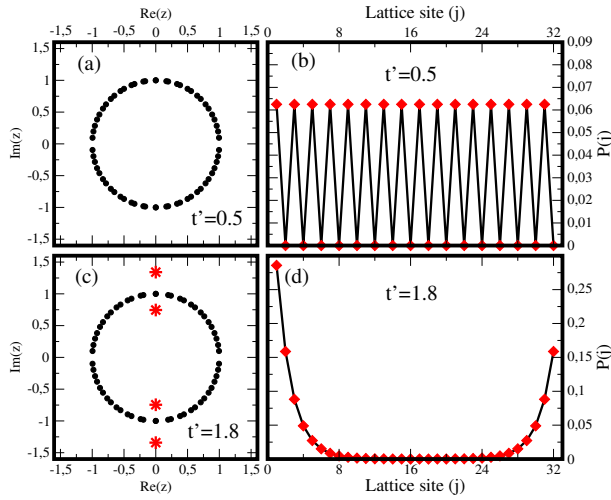 Re(z)
-1,5 -1 -0,5 0 0,5 1 1,5
Lattice site (j)
0 8 16 24 32
(a)
1,5
1
0,5
0
-0,5
-1
-1,5
Im(z)
t'=0.5
(b)
t'=0.5
0,09
0,08
0,07
0,06
0,05
0,04
0,03
0,02
0,01
0
P(j)
(c)
1,5
1
0,5
0
-0,5
-1
-1,5
Im(z)
t'=1.8
-1,5 -1 -0,5 0 0,5 1 1,5
Re(z)
(d)
t'=1.8
0,25
0,2
0,15
0,1
0,05
0
P(j)
0 8 16 24 32
Lattice site (j)